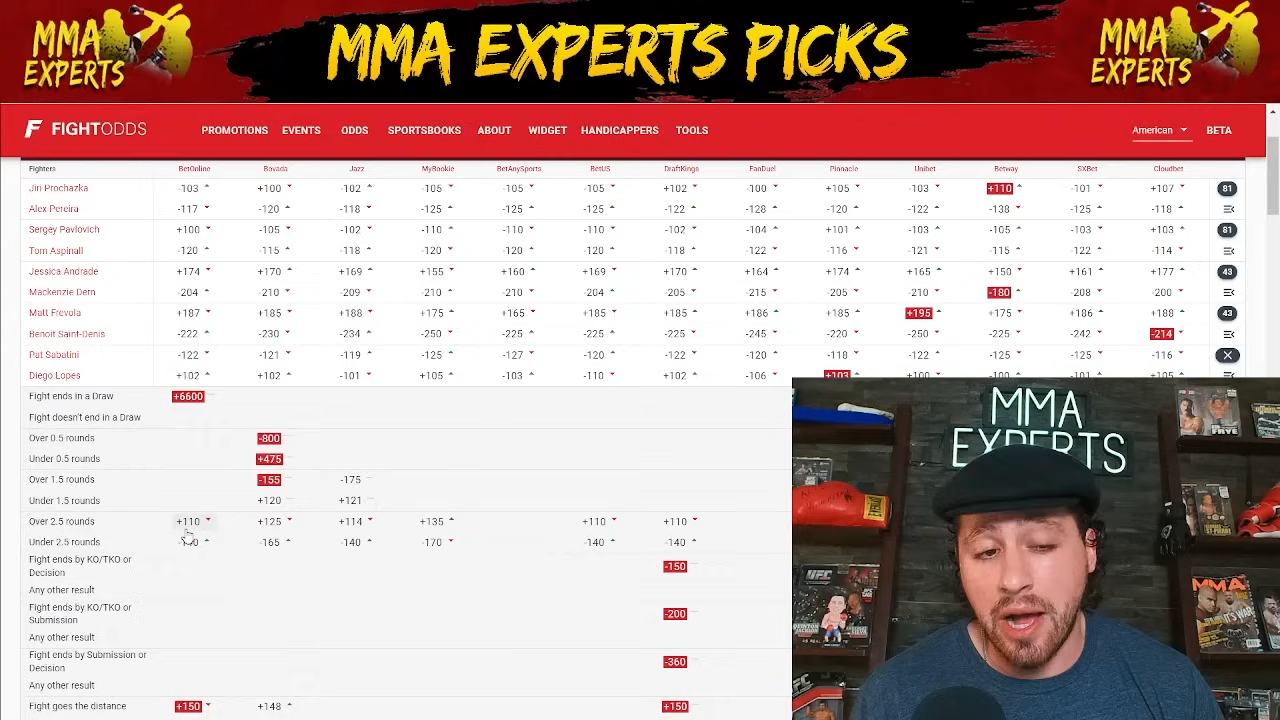 MMA
EXPERTS
MMA EXPERTS PICKS
MMA
EXPERTS
FIGHTODDS
PROMOTIONS EVENTS ODDS SPORTSBOOKS ABOUT WIDGET HANDICAPPERS TOOLS
American BETA
Fighters BetOnline Bovada Jazz MyBookie BetAnySports BetUS DraftKings FanDuel Pinnacle Unibet Betway SXBet Cloudbet
Jiri Prochazka -103 +100 -102 -105 -105 -105 +102 -100 +105 -103 +110 -101 +107 81
Alex Pereira -117 -120 -118 -125 -125 -125 -122 -128 -120 -122 -138 -125 -118
Sergey Pavlovich +100 -105 -102 -110 -110 -110 -102 -104 +101 -103 -105 -103 +103 81
Tom Aspinall -120 -115 -118 -120 -120 -120 -118 -122 -116 -121 -115 -122 -114
Jessica Andrade +174 +170 +169 +155 +160 +169 +170 +164 +174 +165 +150 +161 +177 43
Mackenzie Dern -204 -210 -209 -210 -210 -204 -205 -215 -205 -210 -180 -208 -200
Matt Frevola +187 +185 +188 +175 +165 +185 +185 +186 +185 +195 +175 +186 +188 43
Benoit Saint-Denis -222 -230 -234 -250 -225 -225 -225 -245 -220 -250 -225 -242 -214
Pat Sabatini -122 -121 -119 -125 -127 -120 -122 -120 -118 -122 -125 -125 -116
Diego Lopes +102 +102 -101 +105 -103 -110 +102 -106 +103 +100 -101 +105
Fight ends in a Draw +6600
Fight doesn't end in a Draw
Over 0.5 rounds -800
Under 0.5 rounds +475
Over 1.5 rounds -155 -175
Under 1.5 rounds +120 +121
Over 2.5 rounds +110 +125 +114 +135 +110 +110
Under 2.5 rounds -140 -165 -140 -170 -140 -140
Fight ends by KO/TKO or
Decision -150
Any other result
Fight ends by KO/TKO or
Submission -200
Any other result
Fight ends by Submission or
Decision -360
Any other result
Fight goes the distance +150 +148 +150
MMA
EXPERTS
FRYE
UFC
MMA